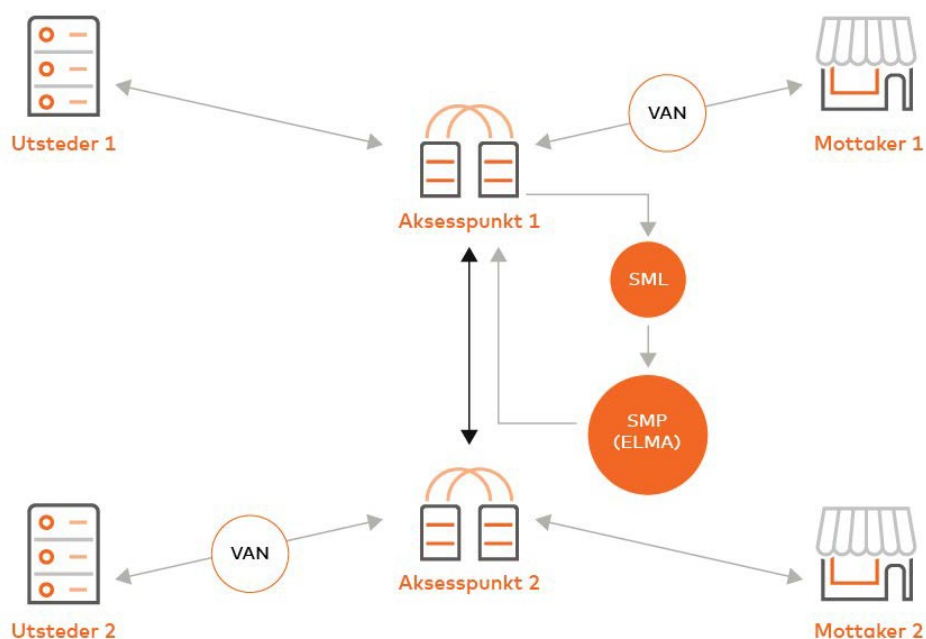 VAN
Utsteder 1
Mottaker 1
Aksesspunkt 1
SML
SMP
(ELMA)
VAN
Aksesspunkt 2
Utsteder 2
Mottaker 2